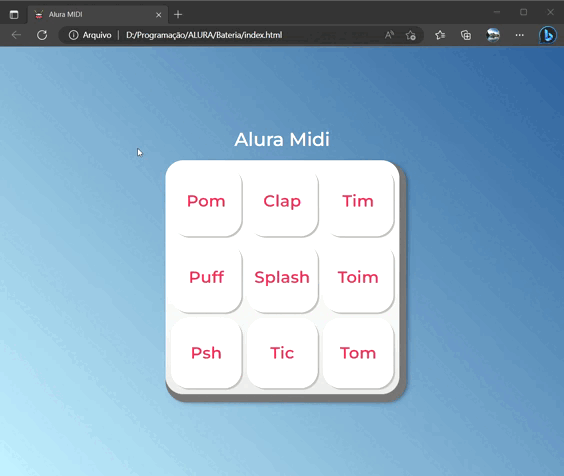 Alura MIDI
Arquivo D:/Programação/ALURA/Bateria/index.html
Alura Midi
Pom Clap Tim
Puff Splash Toim
Psh Tic Tom